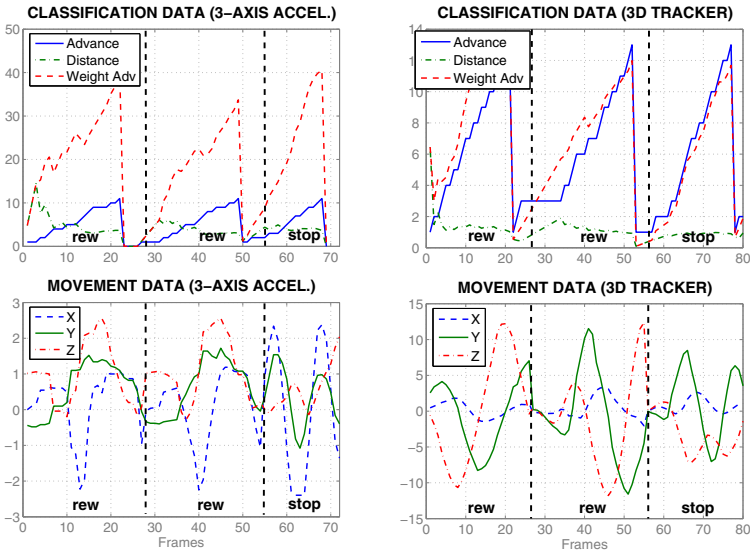 CLASSIFICATION DATA (3−AXIS ACCEL.)
50
40
30
20
10
0
Advance
Distance
Weight Adv
rew
rew
stop
0 10 20 30 40 50 60 70
CLASSIFICATION DATA (3D TRACKER)
14
12
10
8
6
4
2
0
Advance
Distance
Weight Adv
rew
rew
stop
0 10 20 30 40 50 60 70 80
MOVEMENT DATA (3−AXIS ACCEL.)
3
2
1
0
−1
−2
−3
X
Y
Z
rew
rew
stop
0 10 20 30 40 50 60 70
Frames
MOVEMENT DATA (3D TRACKER)
15
10
5
0
−5
−10
−15
X
Y
Z
rew
rew
stop
0 10 20 30 40 50 60 70 80
Frames